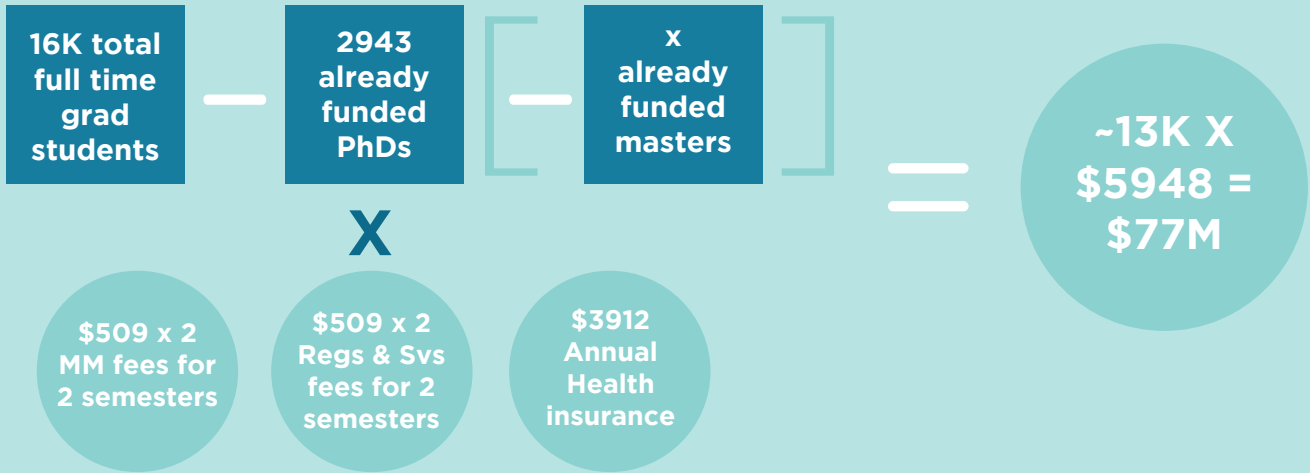 16K total
full time
grad
students
2943
already
funded
PhDs
x
already
funded
masters
X
$509 x 2
MM fees for
2 semesters
$509 x 2
Regs & Svs
fees for 2
semesters
$3912
Annual
Health
insurance
~13K X
$5948 =
$77M